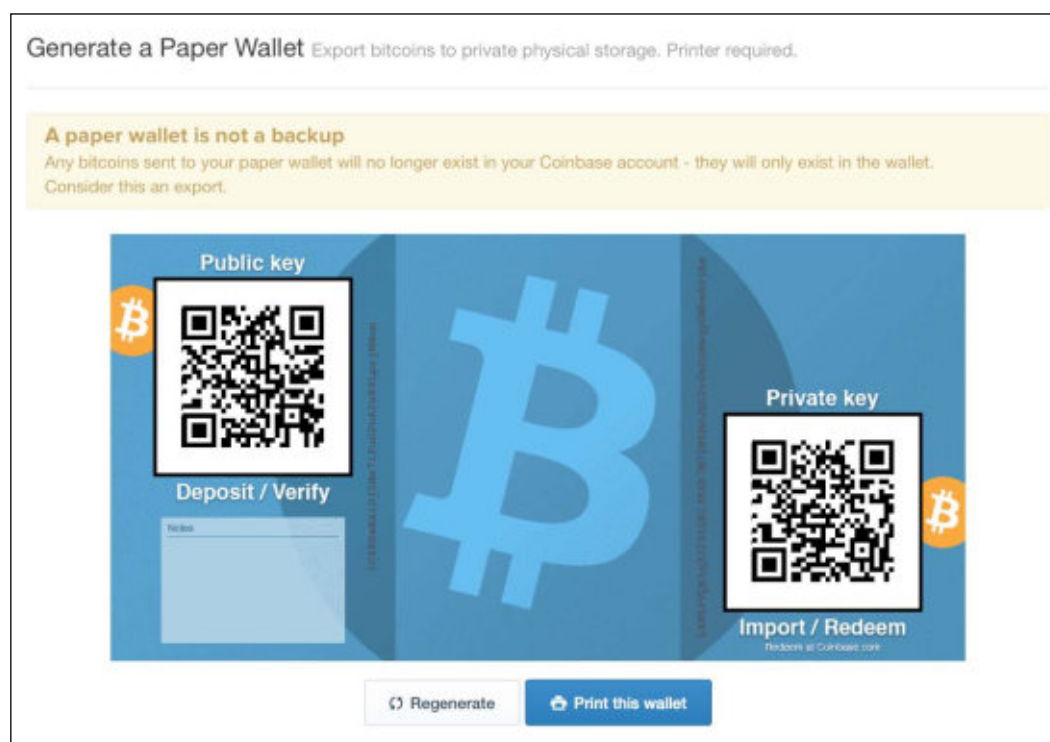 Generate a Paper Wallet Export bitcoins to private physical storage. Printer required.
A paper wallet is not a backup
Any bitcoins sent to your paper wallet will no longer exist in your Coinbase account - they will only exist in the wallet.
Consider this an export.
Public key
Deposit / Verify
Notes
Private key
Import / Redeem
Redeem at Coinbase.com
Regenerate
Print this wallet